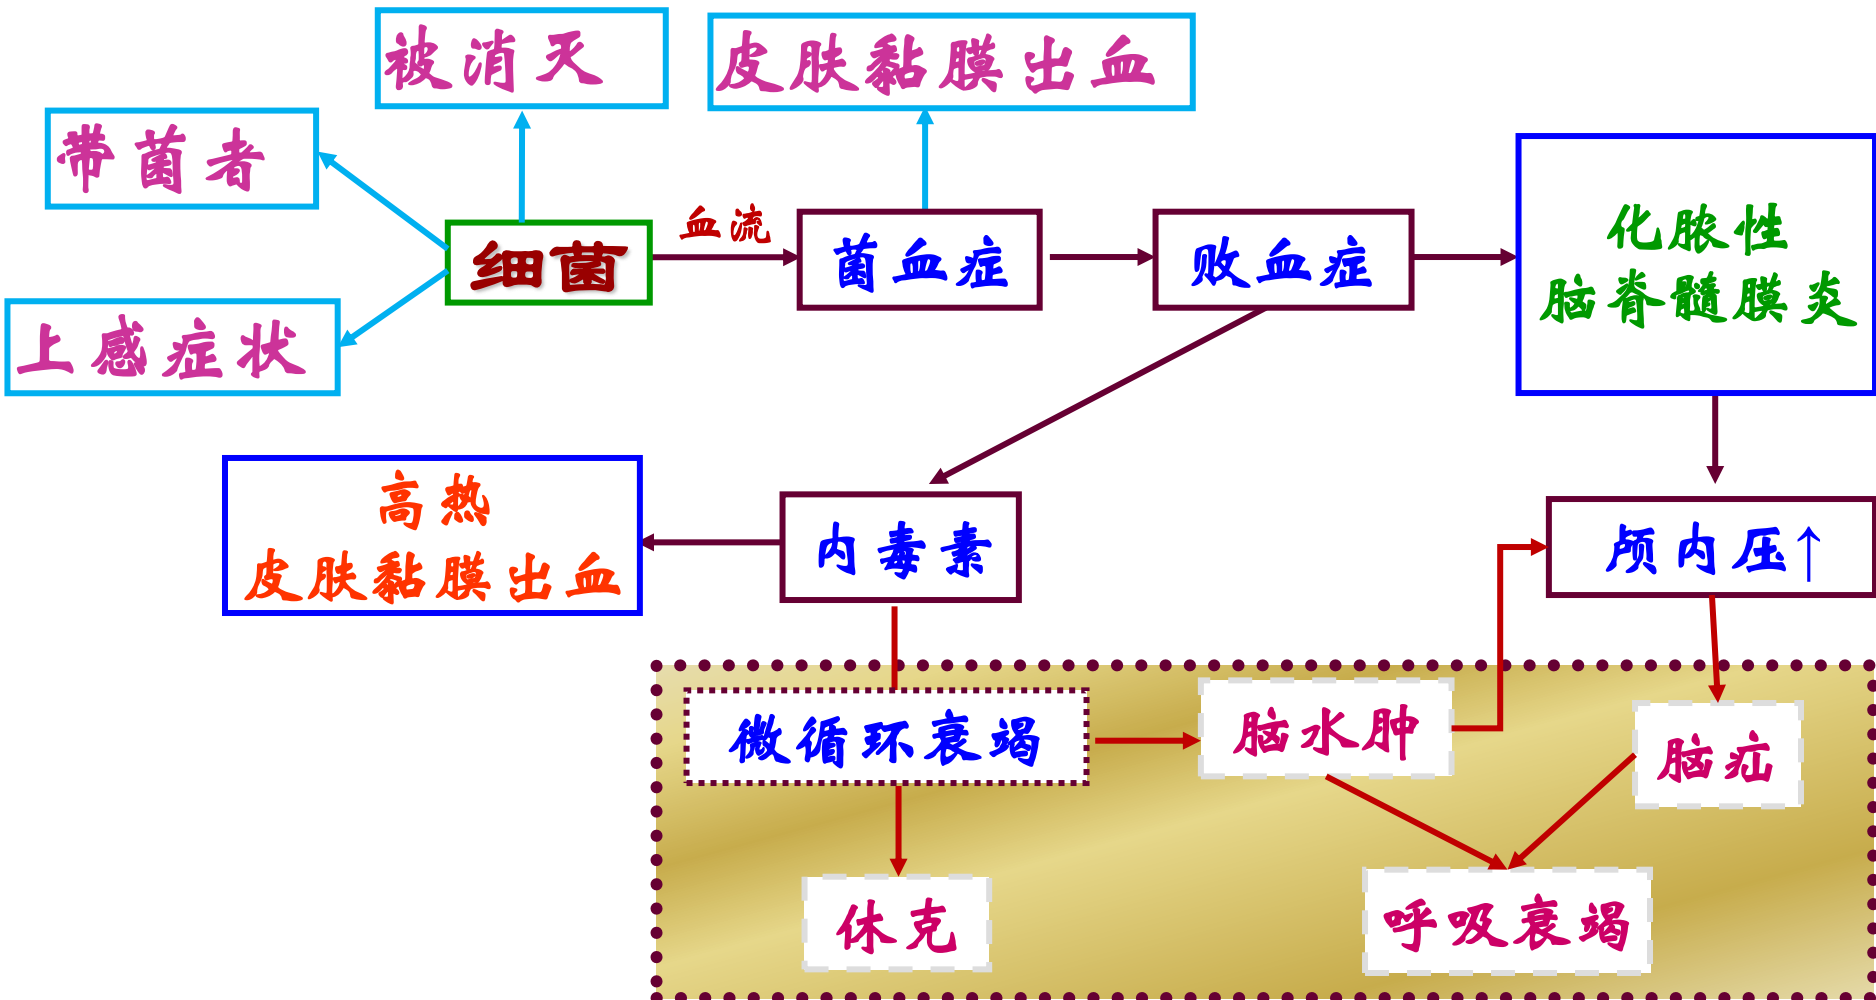 被消灭
皮肤黏膜出血
带菌者
细菌
血流
菌血症
败血症
化脓性
脑脊髓膜炎
上感症状
高热
皮肤黏膜出血
内毒素
颅内压↑
微循环衰竭
脑水肿
脑疝
休克
呼吸衰竭